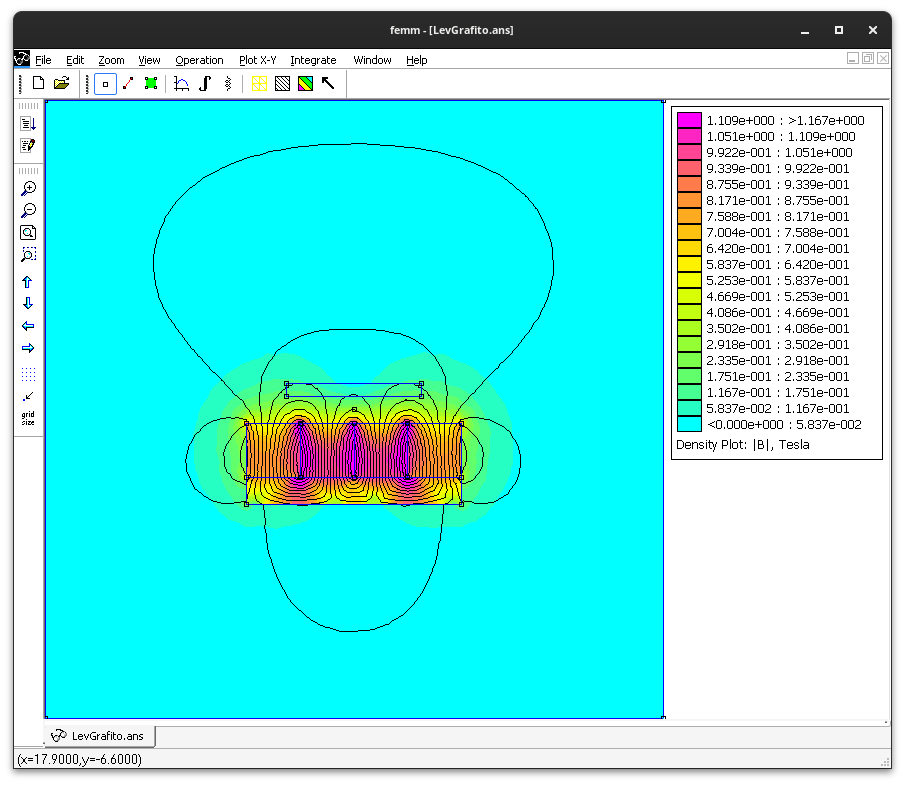 femm - [LevGrafito.ans]
File Edit Zoom View Operation Plot X-Y Integrate Window Help
grid
size
1.109e+000 : >1.167e+000
1.051e+000 : 1.109e+000
9.922e-001 : 1.051e+000
9.339e-001 : 9.922e-001
8.755e-001 : 9.339e-001
8.171e-001 : 8.755e-001
7.588e-001 : 8.171e-001
7.004e-001 : 7.588e-001
6.420e-001 : 7.004e-001
5.837e-001 : 6.420e-001
5.253e-001 : 5.837e-001
4.669e-001 : 5.253e-001
4.086e-001 : 4.669e-001
3.502e-001 : 4.086e-001
2.918e-001 : 3.502e-001
2.335e-001 : 2.918e-001
1.751e-001 : 2.335e-001
1.167e-001 : 1.751e-001
5.837e-002 : 1.167e-001
<0.000e+000 : 5.837e-002
Density Plot: |B|, Tesla
LevGrafito.ans
(x=17.9000,y=-6.6000)